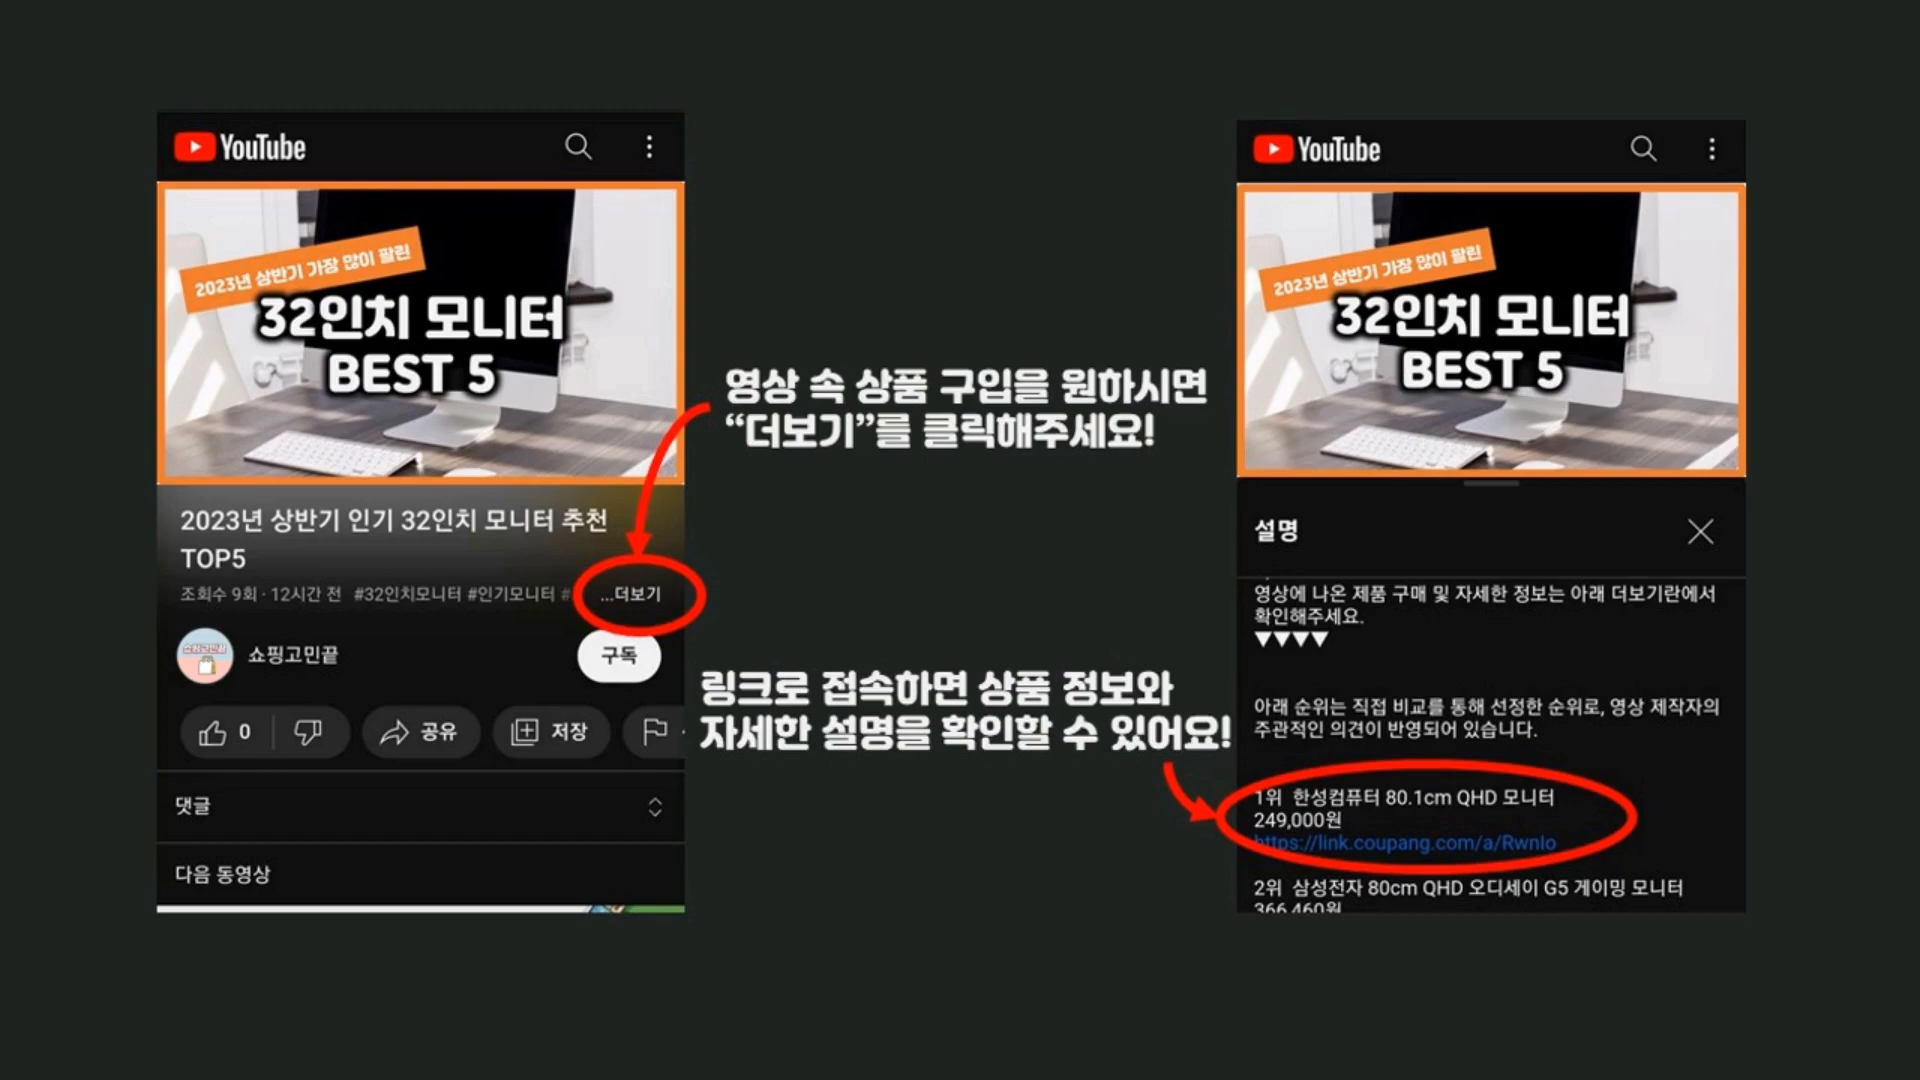 YouTube
2023년 상반기 가장 많이 팔린
32인치 모니터
BEST 5
2023년 상반기 인기 32인치 모니터 추천
TOP5
조회수 9회 · 12시간 전 #32인치모니터 #인기모니터 # ...더보기
쇼핑고민끝
쇼핑고민끝
구독
0
공유
저장
댓글
다음 동영상
영상 속 상품 구입을 원하시면
“더보기”를 클릭해주세요!
링크로 접속하면 상품 정보와
자세한 설명을 확인할 수 있어요!
YouTube
2023년 상반기 가장 많이 팔린
32인치 모니터
BEST 5
설명
영상에 나온 제품 구매 및 자세한 정보는 아래 더보기란에서
확인해주세요.
▼▼▼▼
아래 순위는 직접 비교를 통해 선정한 순위로, 영상 제작자의
주관적인 의견이 반영되어 있습니다.
1위 한성컴퓨터 80.1cm QHD 모니터
249,000원
https://link.coupang.com/a/Rwnlo
2위 삼성전자 80cm QHD 오디세이 G5 게이밍 모니터
366,460원